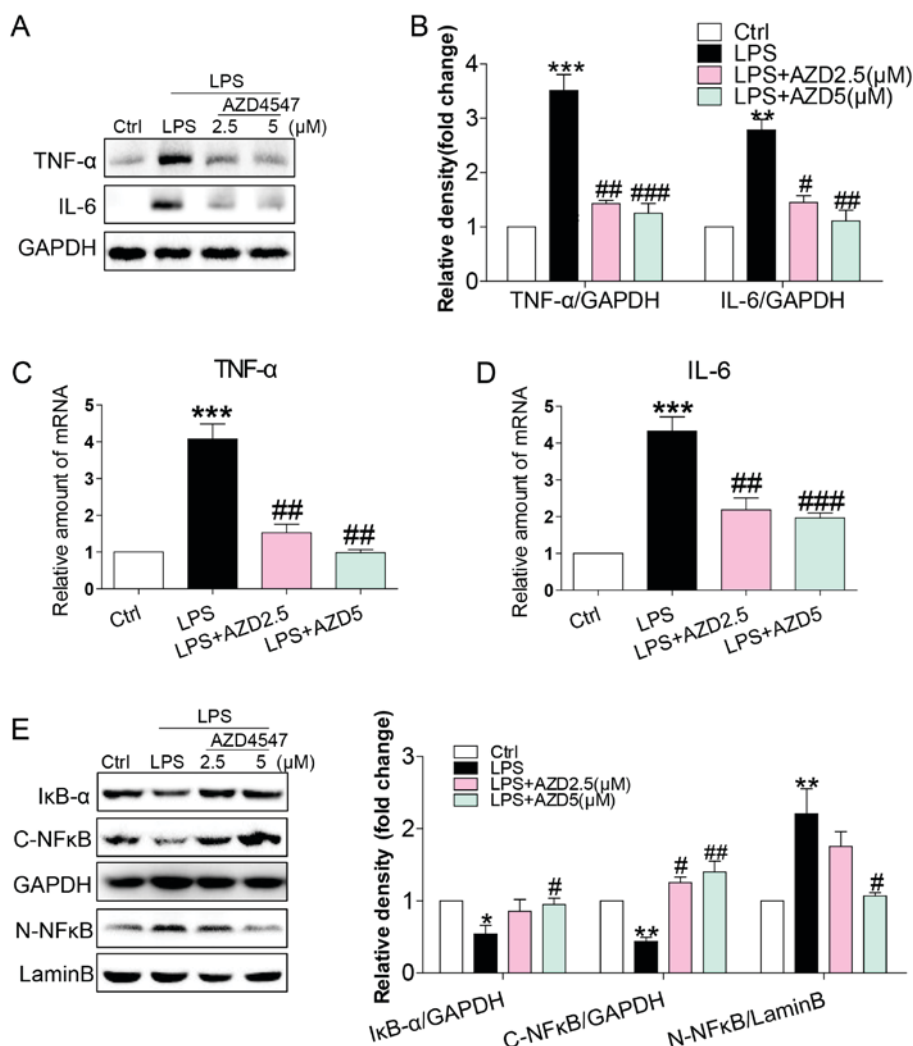 A
LPS
AZD4547
Ctrl LPS 2.5 5 (μM)
TNF-α
IL-6
GAPDH
B
Relative density(fold change)
4
3
2
1
0
Ctrl
LPS
LPS+AZD2.5(μM)
LPS+AZD5(μM)
*** ## ### ** # ##
TNF-α/GAPDH IL-6/GAPDH
C
TNF-α
Relative amount of mRNA
5
4
3
2
1
0
*** ## ##
Ctrl LPS LPS+AZD2.5 LPS+AZD5
D
IL-6
Relative amount of mRNA
5
4
3
2
1
0
*** ## ###
Ctrl LPS LPS+AZD2.5 LPS+AZD5
E
LPS
AZD4547
Ctrl LPS 2.5 5 (μM)
IκB-α
C-NFκB
GAPDH
N-NFκB
LaminB
Relative density (fold change)
3
2
1
0
Ctrl
LPS
LPS+AZD2.5(μM)
LPS+AZD5(μM)
* # ** # ## ** #
IκB-α/GAPDH C-NFκB/GAPDH N-NFκB/LaminB